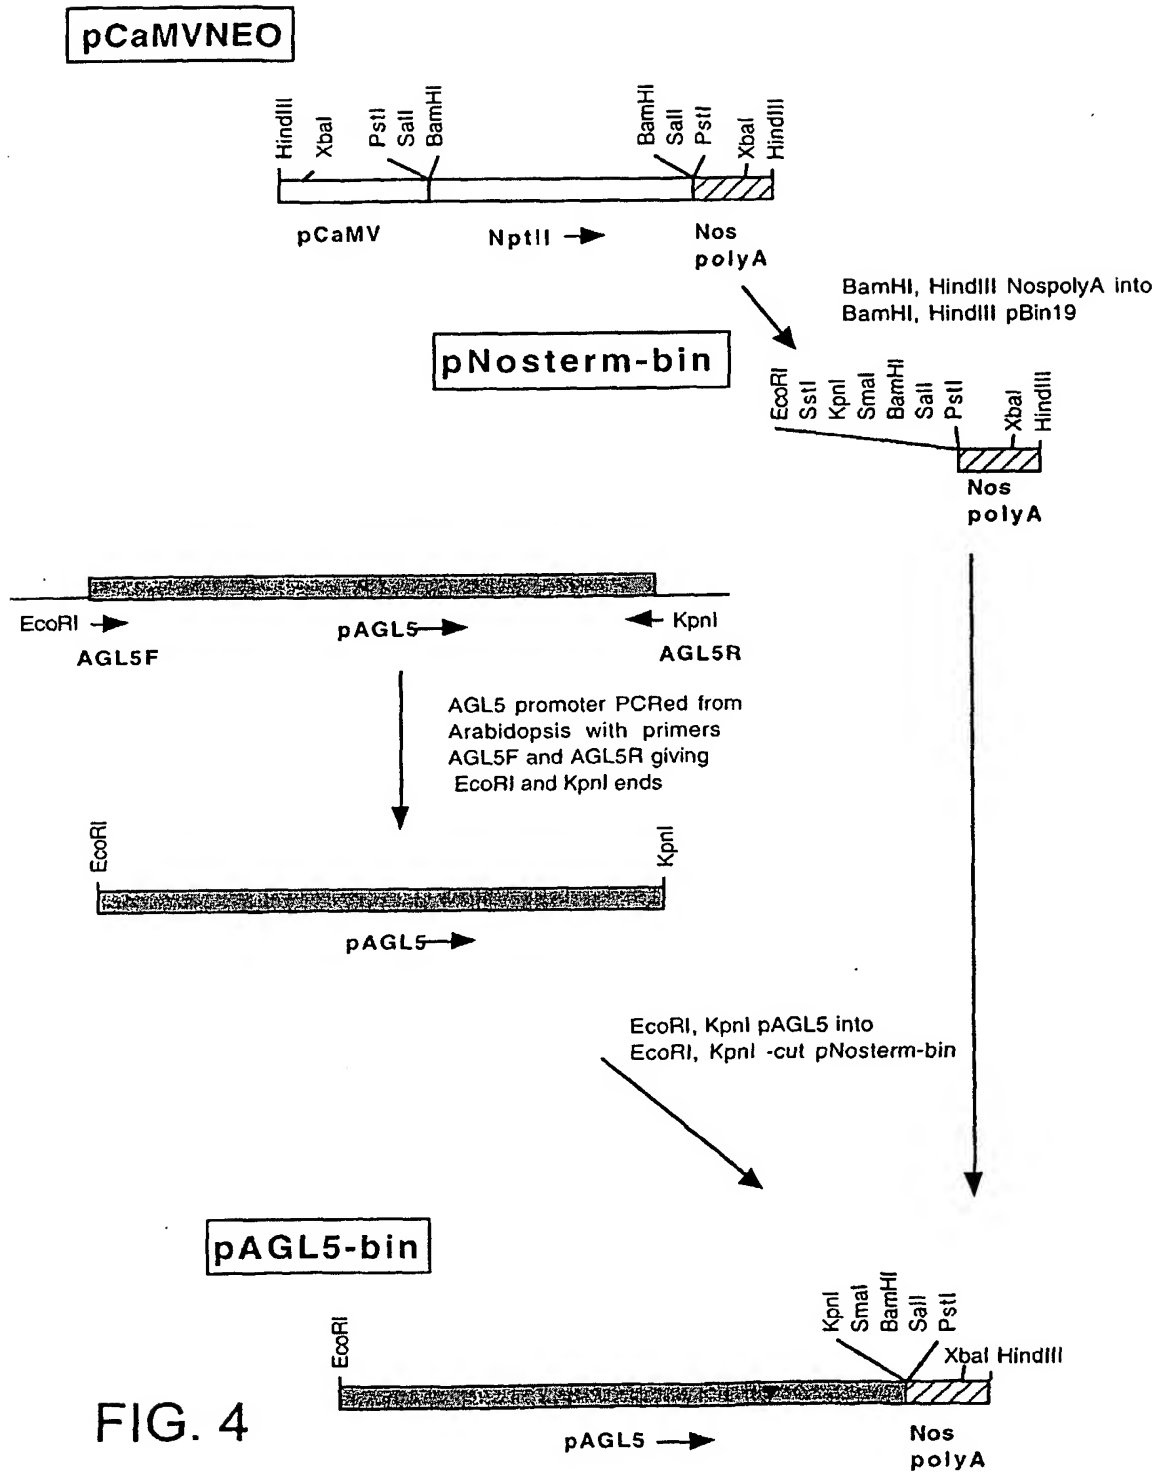 pCaMVNEO
HindIII
XbaI
PstI
SalI
BamHI
BamHI
SalI
PstI
XbaI
HindIII
pCaMV
NptII
Nos
polyA
BamHI, HindIII NospolyA into
BamHI, HindIII pBin19
pNosterm-bin
EcoRI
SstI
KpnI
SmaI
BamHI
SalI
PstI
XbaI
HindIII
Nos
polyA
EcoRI
pAGL5
KpnI
AGL5F
AGL5R
AGL5 promoter PCRed from
Arabidopsis with primers
AGL5F and AGL5R giving
EcoRI and KpnI ends
EcoRI
KpnI
pAGL5
EcoRI, KpnI pAGL5 into
EcoRI, KpnI -cut pNosterm-bin
pAGL5-bin
EcoRI
KpnI
SmaI
BamHI
SalI
PstI
XbaI HindIII
pAGL5
Nos
polyA
FIG. 4